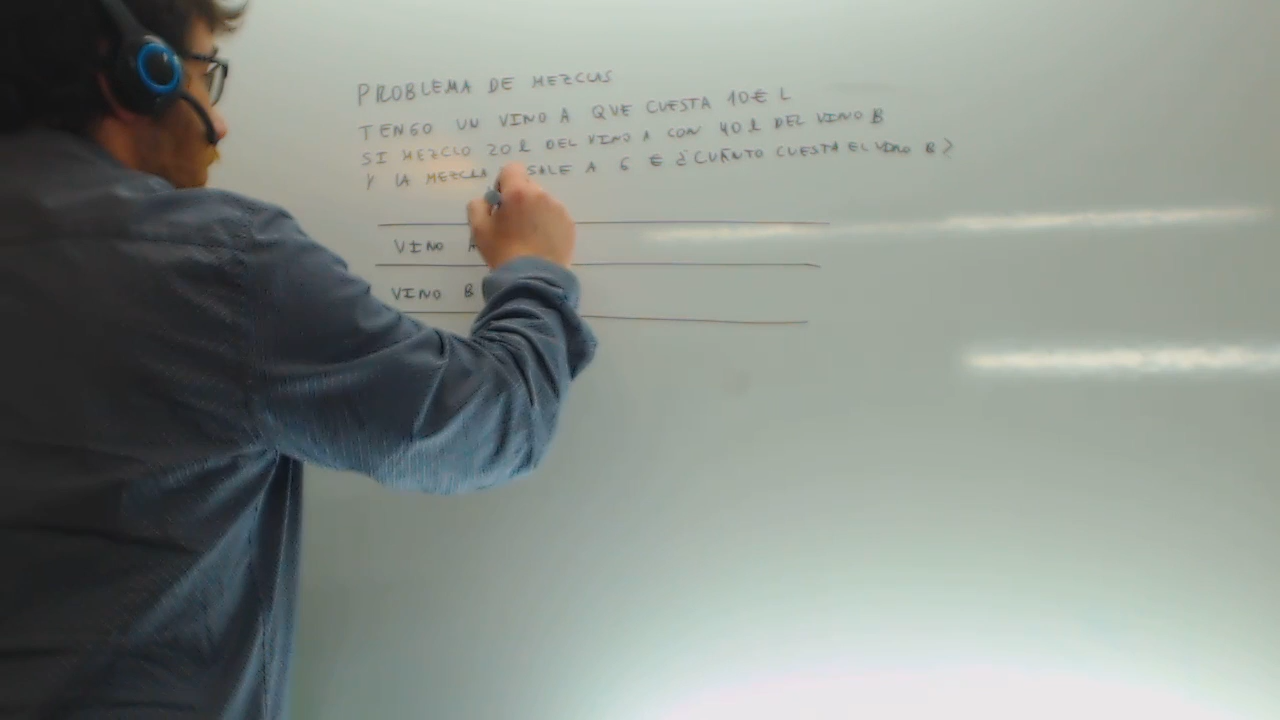 PROBLEMA DE MEZCLAS
TENGO UN VINO A QUE CUESTA 10€ L
SI MEZCLO 20 l DEL VINO A CON 40 l DEL VINO B
Y LA MEZCLA SALE A 6 € ¿CUÁNTO CUESTA EL VINO B?
VINO A
VINO B